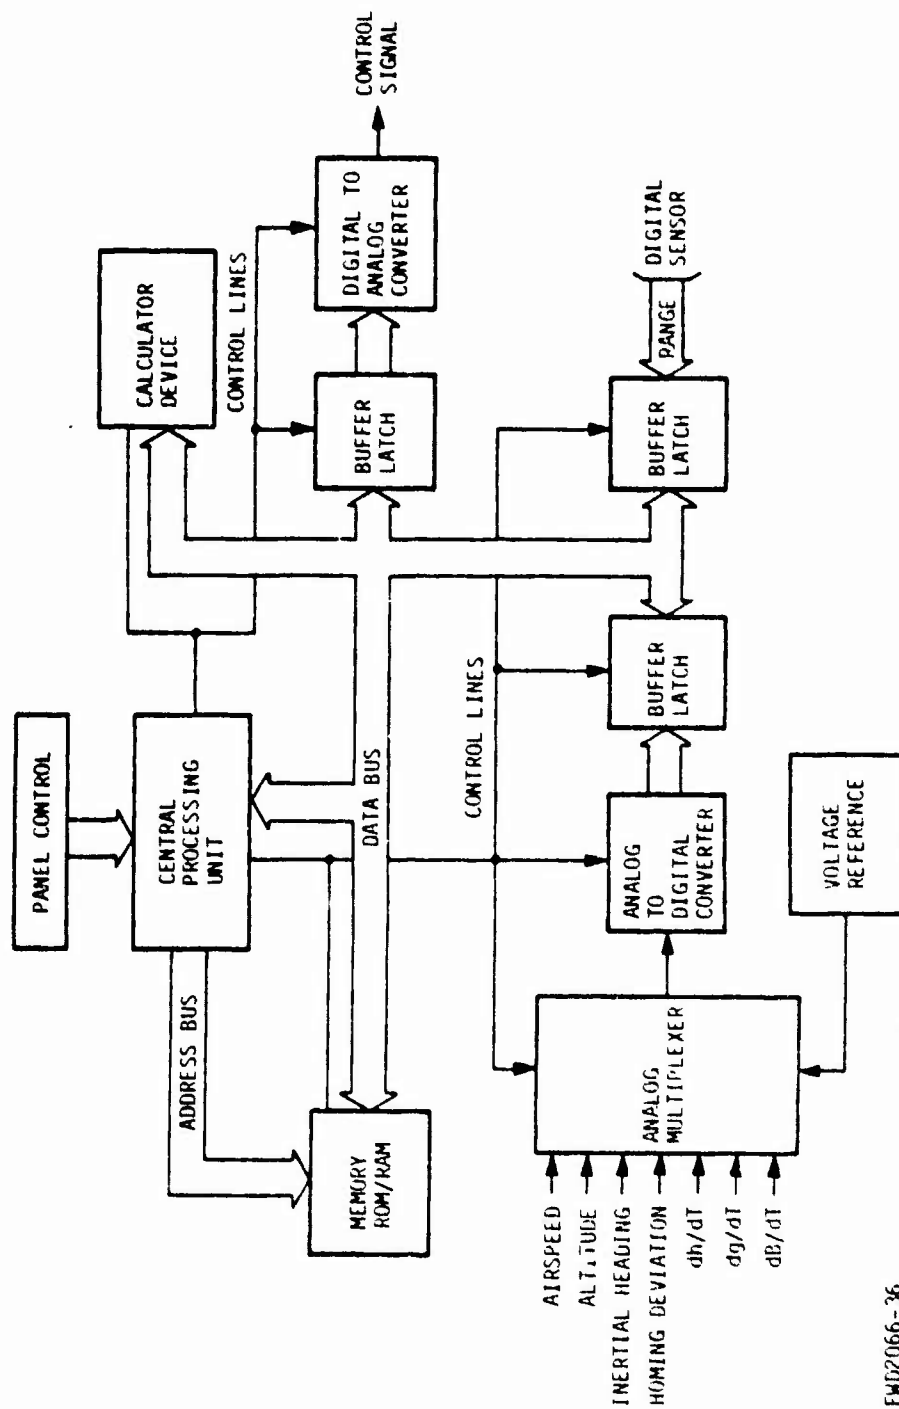 PANEL CONTROL
CENTRAL
PROCESSING
UNIT
ADDRESS BUS
MEMORY
ROM/RAM
DATA BUS
CALCULATOR
DEVICE
CONTROL LINES
BUFFER
LATCH
DIGITAL TO
ANALOG
CONVERTER
CONTROL
SIGNAL
CONTROL LINES
AIRSPEED
ALTITUDE
INERTIAL HEADING
HOMING DEVIATION
dh/dT
dg/dT
dB/dT
ANALOG
MULTIPLEXER
ANALOG
TO
DIGITAL
CONVERTER
BUFFER
LATCH
BUFFER
LATCH
RANGE
DIGITAL
SENSOR
VOLTAGE
REFERENCE